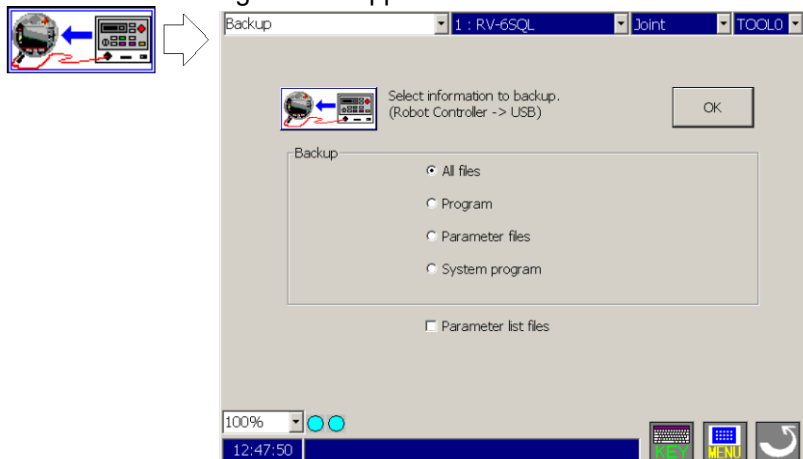 Backup 1 : RV-6SQL Joint TOOL0
Select information to backup.
(Robot Controller -> USB)
OK
Backup
All files
Program
Parameter files
System program
Parameter list files
100%
12:47:50
KEY MENU